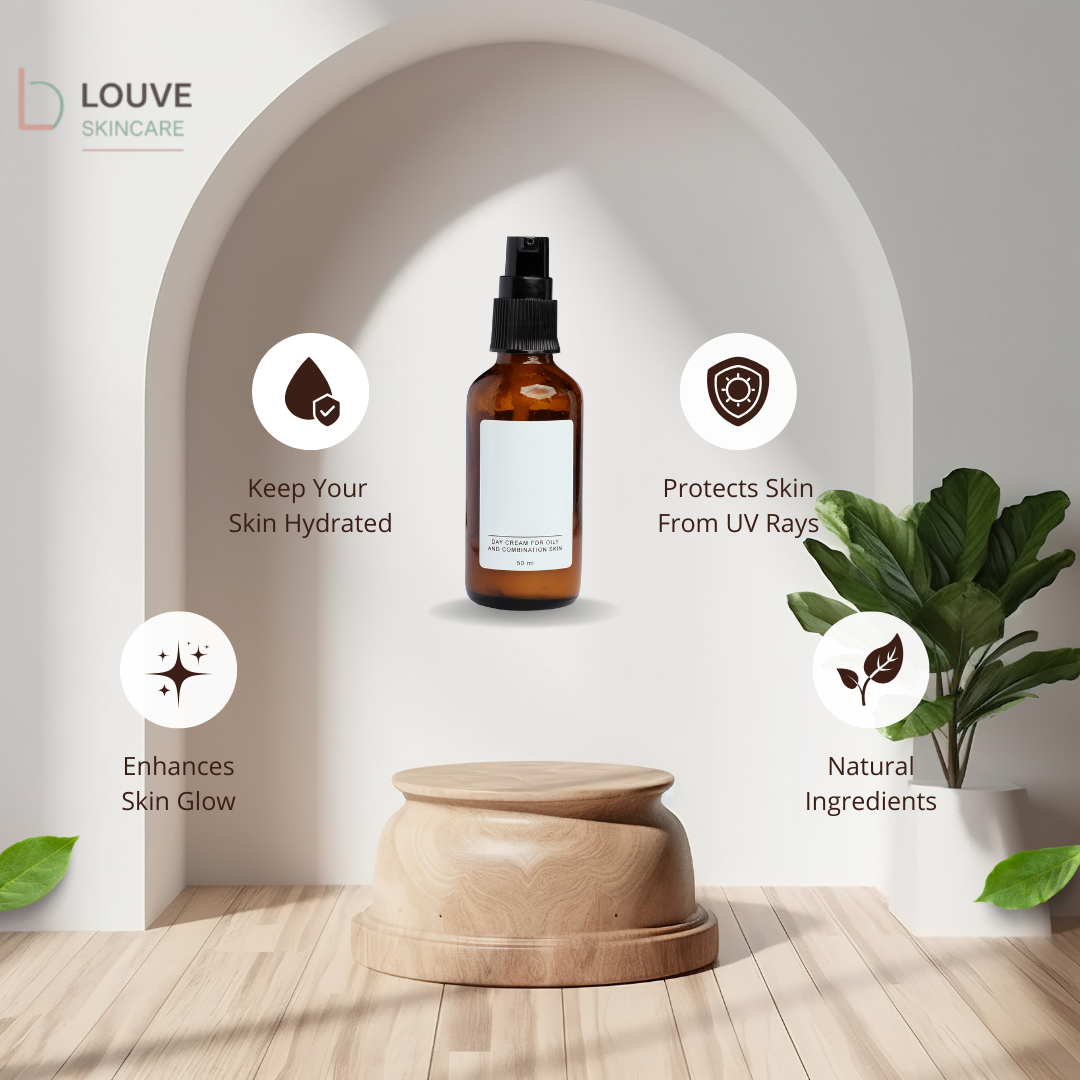 LOUVE
SKINCARE
Keep Your
Skin Hydrated
Protects Skin
From UV Rays
DAY CREAM FOR OILY
AND COMBINATION SKIN
50 ml
Enhances
Skin Glow
Natural
Ingredients